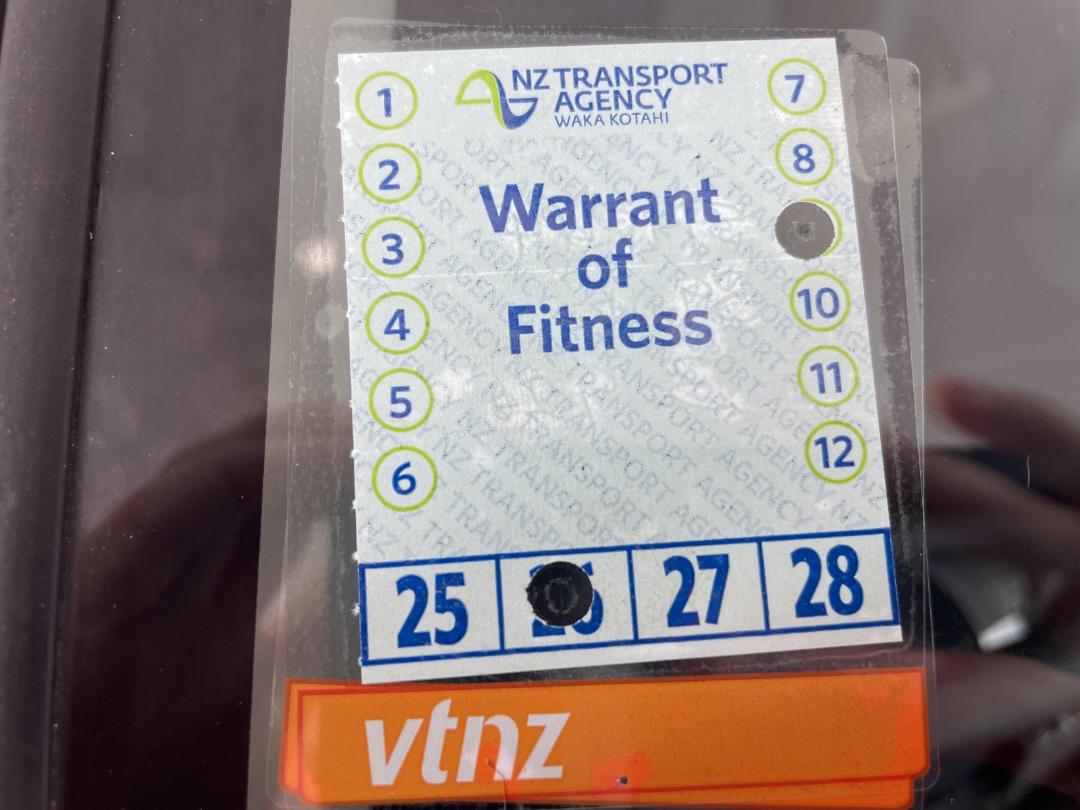 NZ TRANSPORT
AGENCY
WAKA KOTAHI
Warrant
of
Fitness
1
2
3
4
5
6
7
8
10
11
12
25 26 27 28
vtnz